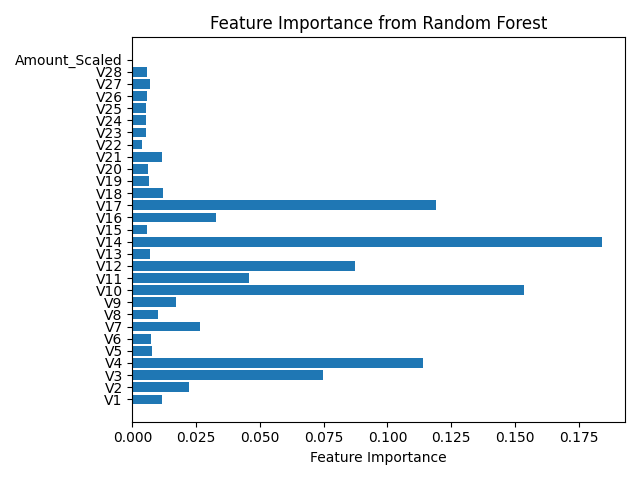 Feature Importance from Random Forest
Amount_Scaled
V28
V27
V26
V25
V24
V23
V22
V21
V20
V19
V18
V17
V16
V15
V14
V13
V12
V11
V10
V9
V8
V7
V6
V5
V4
V3
V2
V1
0.000 0.025 0.050 0.075 0.100 0.125 0.150 0.175
Feature Importance